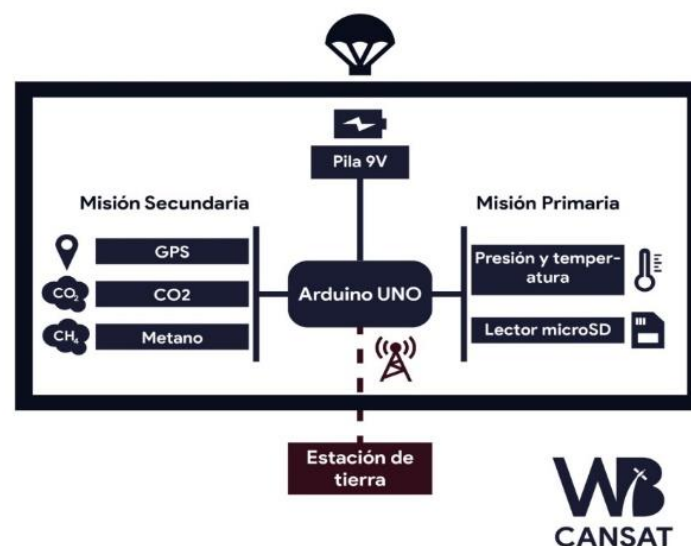 Pila 9V
Misión Secundaria
Misión Primaria
GPS
CO2
CO₂
Metano
CH₄
Arduino UNO
Presión y temper-
atura
Lector microSD
Estación de
tierra
WB
CANSAT